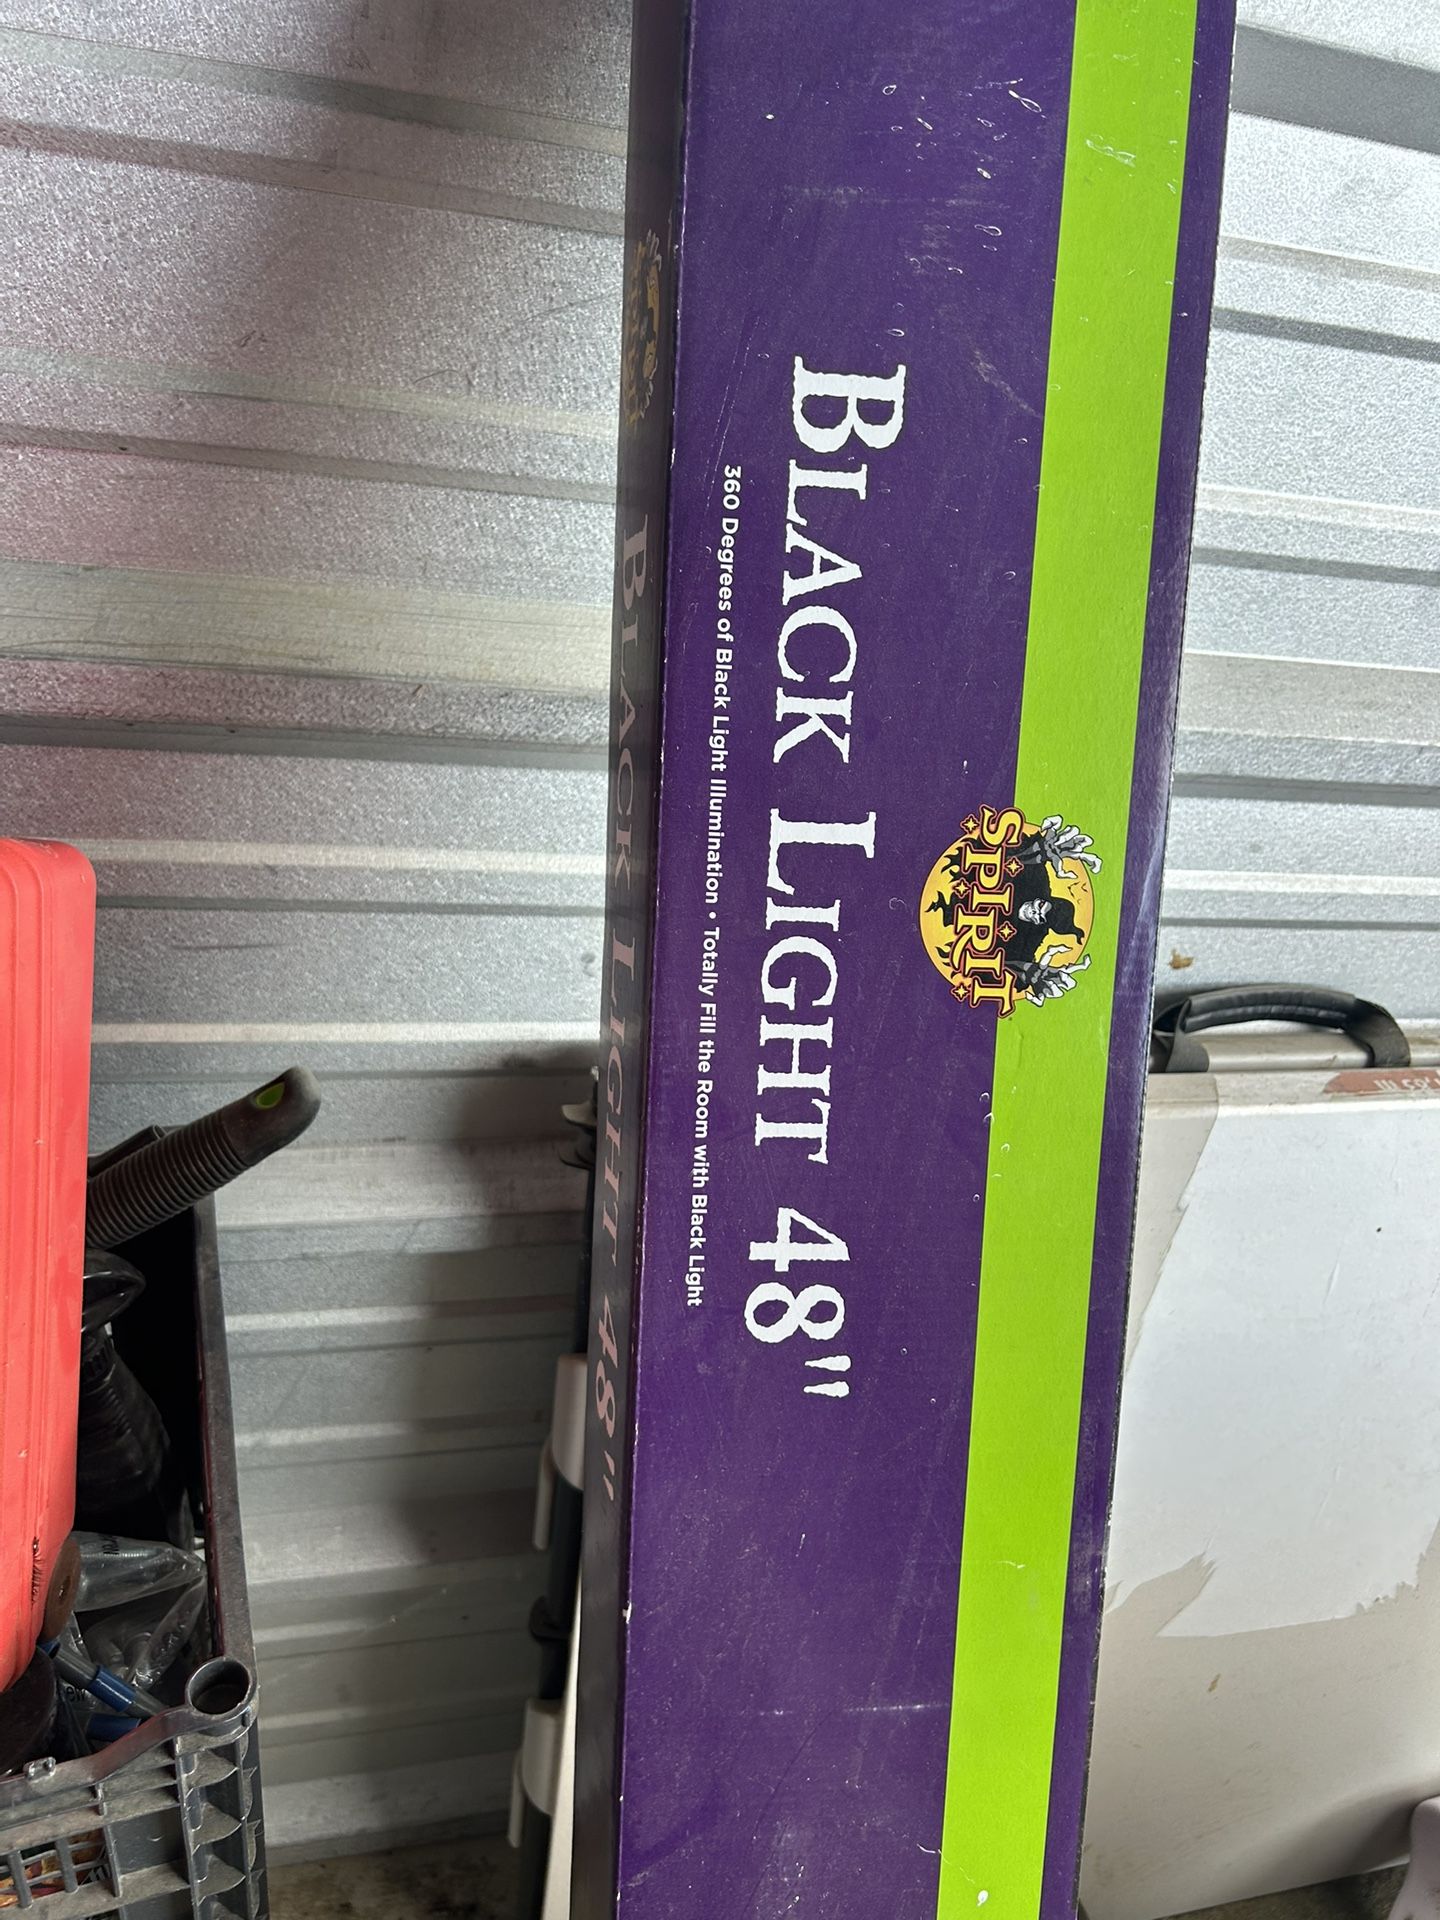 SPIRIT
BLACK LIGHT 48"
360 Degrees of Black Light Illumination • Totally Fill the Room with Black Light
SPIRIT
BLACK LIGHT 48"